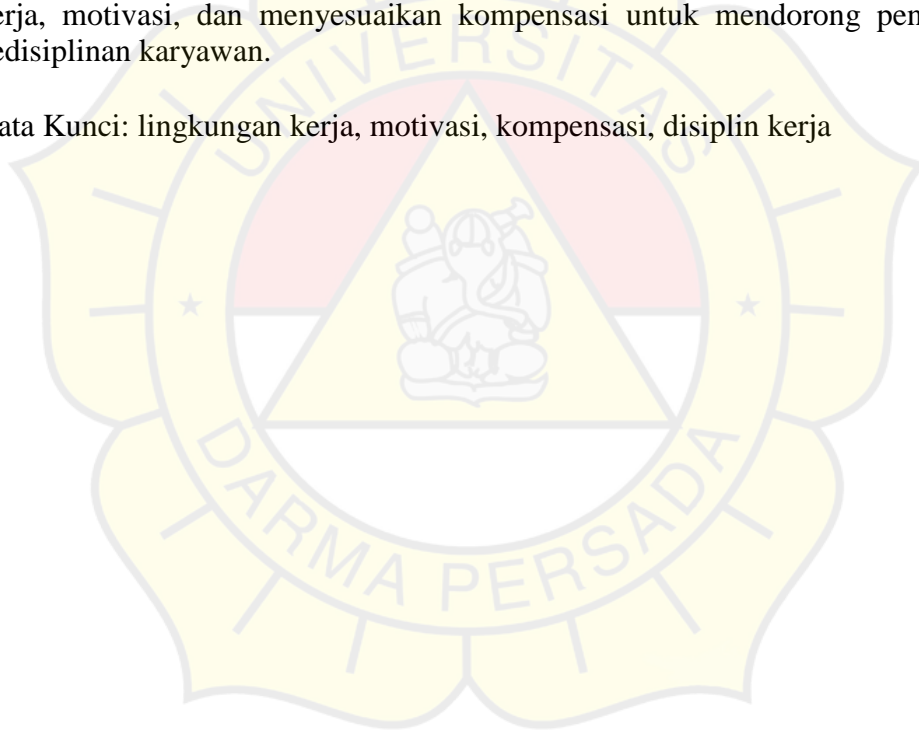 erja, motivasi, dan menyesuaikan kompensasi untuk mendorong pen
edisiplinan karyawan.
ata Kunci: lingkungan kerja, motivasi, kompensasi, disiplin kerja
UNIVERSITAS
DARMA PERSADA